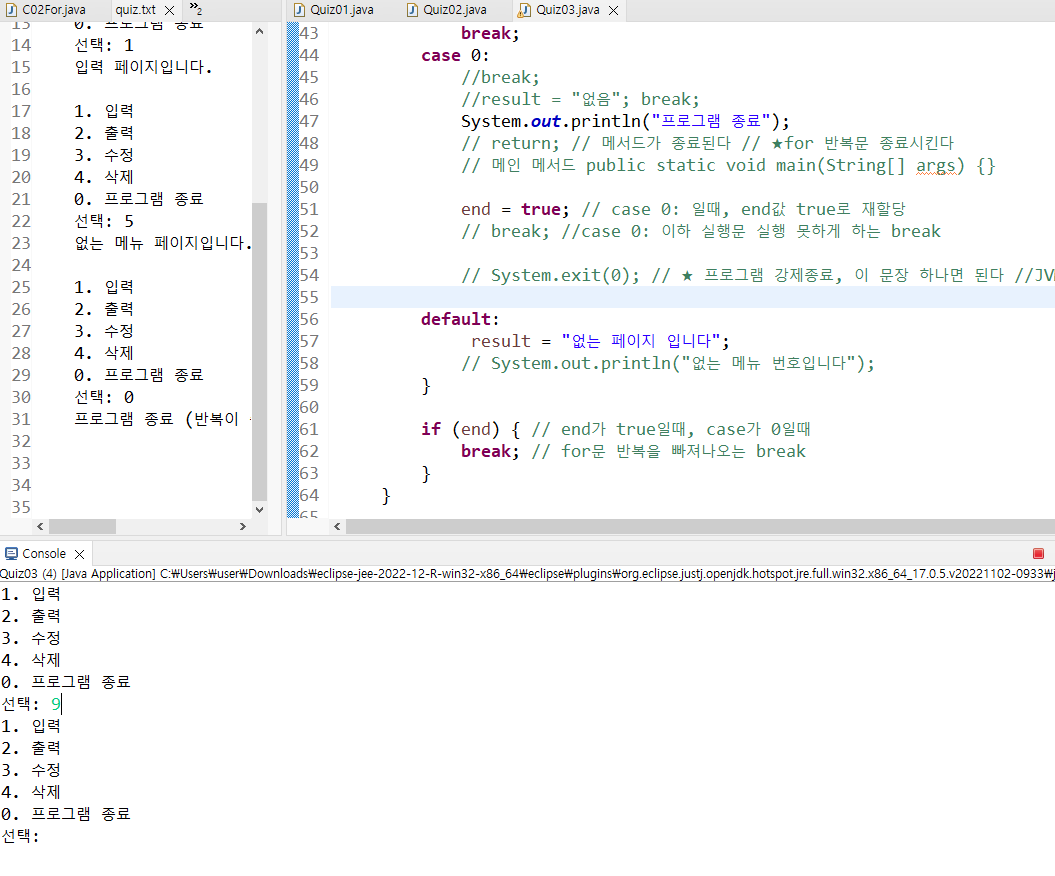 C02For.java quiz.txt 2
13 0. 프로그램 종료
14 선택: 1
15 입력 페이지입니다.
16
17 1. 입력
18 2. 출력
19 3. 수정
20 4. 삭제
21 0. 프로그램 종료
22 선택: 5
23 없는 메뉴 페이지입니다.
24
25 1. 입력
26 2. 출력
27 3. 수정
28 4. 삭제
29 0. 프로그램 종료
30 선택: 0
31 프로그램 종료 (반복이
32
33
34
35
Quiz01.java Quiz02.java Quiz03.java
43 break;
44 case 0:
45 //break;
46 //result = "없음"; break;
47 System.out.println("프로그램 종료");
48 // return; // 메서드가 종료된다 // ★for 반복문 종료시킨다
49 // 메인 메서드 public static void main(String[] args) {}
50
51 end = true; // case 0: 일때, end값 true로 재할당
52 // break; //case 0: 이하 실행문 실행 못하게 하는 break
53
54 // System.exit(0); // ★ 프로그램 강제종료, 이 문장 하나면 된다 //JV
55
56 default:
57 result = "없는 페이지 입니다";
58 // System.out.println("없는 메뉴 번호입니다");
59 }
60
61 if (end) { // end가 true일때, case가 0일때
62 break; // for문 반복을 빠져나오는 break
63 }
64 }
65
Console
Quiz03 (4) [Java Application] C:₩Users₩user₩Downloads₩eclipse-jee-2022-12-R-win32-x86_64₩eclipse₩plugins₩org.eclipse.justj.openjdk.hotspot.jre.full.win32.x86_64_17.0.5.v20221102-0933₩j
1. 입력
2. 출력
3. 수정
4. 삭제
0. 프로그램 종료
선택: 9
1. 입력
2. 출력
3. 수정
4. 삭제
0. 프로그램 종료
선택: